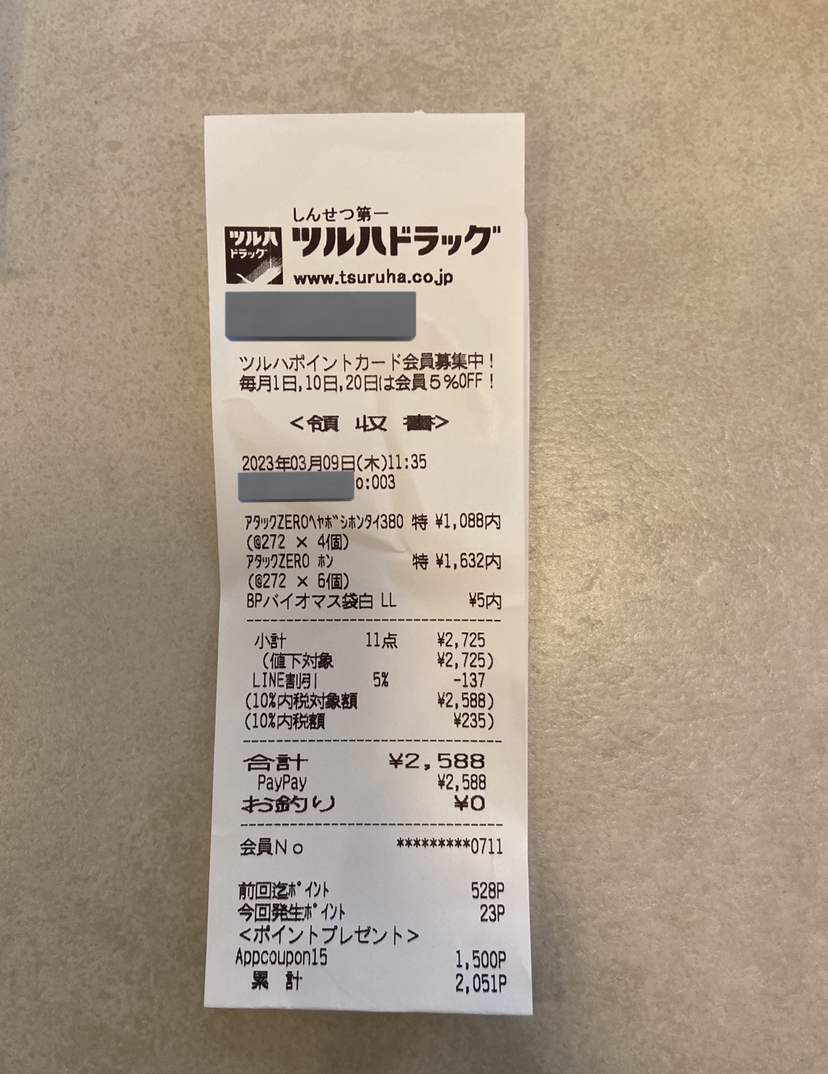 しんせつ第一
ツルハ
ドラッグ
ツルハドラッグ
www.tsuruha.co.jp
ツルハポイントカード会員募集中!
毎月1日,10日,20日は会員5%OFF!
<領収書>
2023年03月09日(木)11:35
o:003
ｱﾀｯｸZEROﾍﾔﾎﾞｼﾎﾝﾀｲ380 特 ¥1,088内
(@272 × 4個)
ｱﾀｯｸZERO ﾎﾝ 特 ¥1,632内
(@272 × 6個)
BPバイオマス袋白 LL ¥5内
小計 11点 ¥2,725
(値下対象 ¥2,725)
LINE割引 5% -137
(10%内税対象額 ¥2,588)
(10%内税額 ¥235)
合計 ¥2,588
PayPay ¥2,588
お釣り ¥0
会員No *********0711
前回迄ﾎﾟｲﾝﾄ 528P
今回発生ﾎﾟｲﾝﾄ 23P
<ポイントプレゼント>
Appcoupon15 1,500P
累計 2,051P